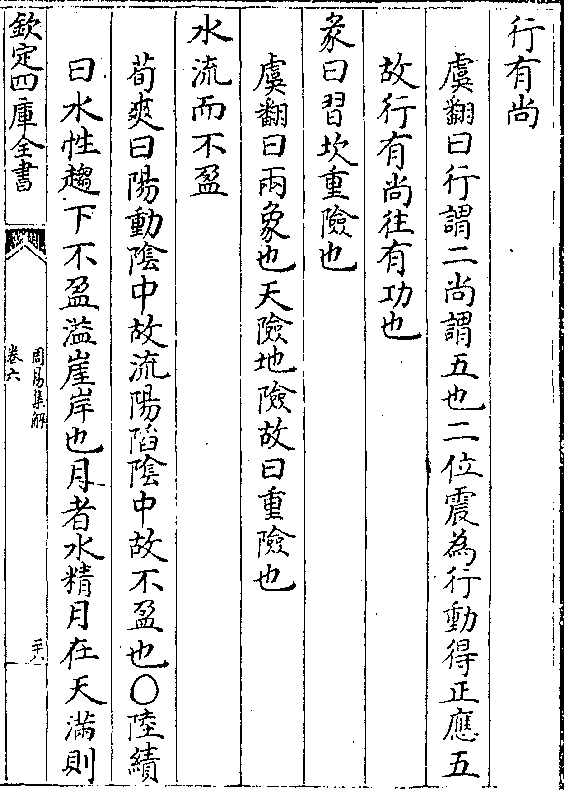 行有尚
虞翻曰行謂二尚謂五也二位震為行動得正應五
故行有尚往有功也
彖曰習坎重險也
虞翻曰兩象也天險地險故曰重險也
水流而不盈
荀爽曰陽動陰中故流陽陷陰中故不盈也〇陸績
曰水性趨下不盈溢崖岸也月者水精月在天滿則
欽定四庫全書
周易集解
卷六